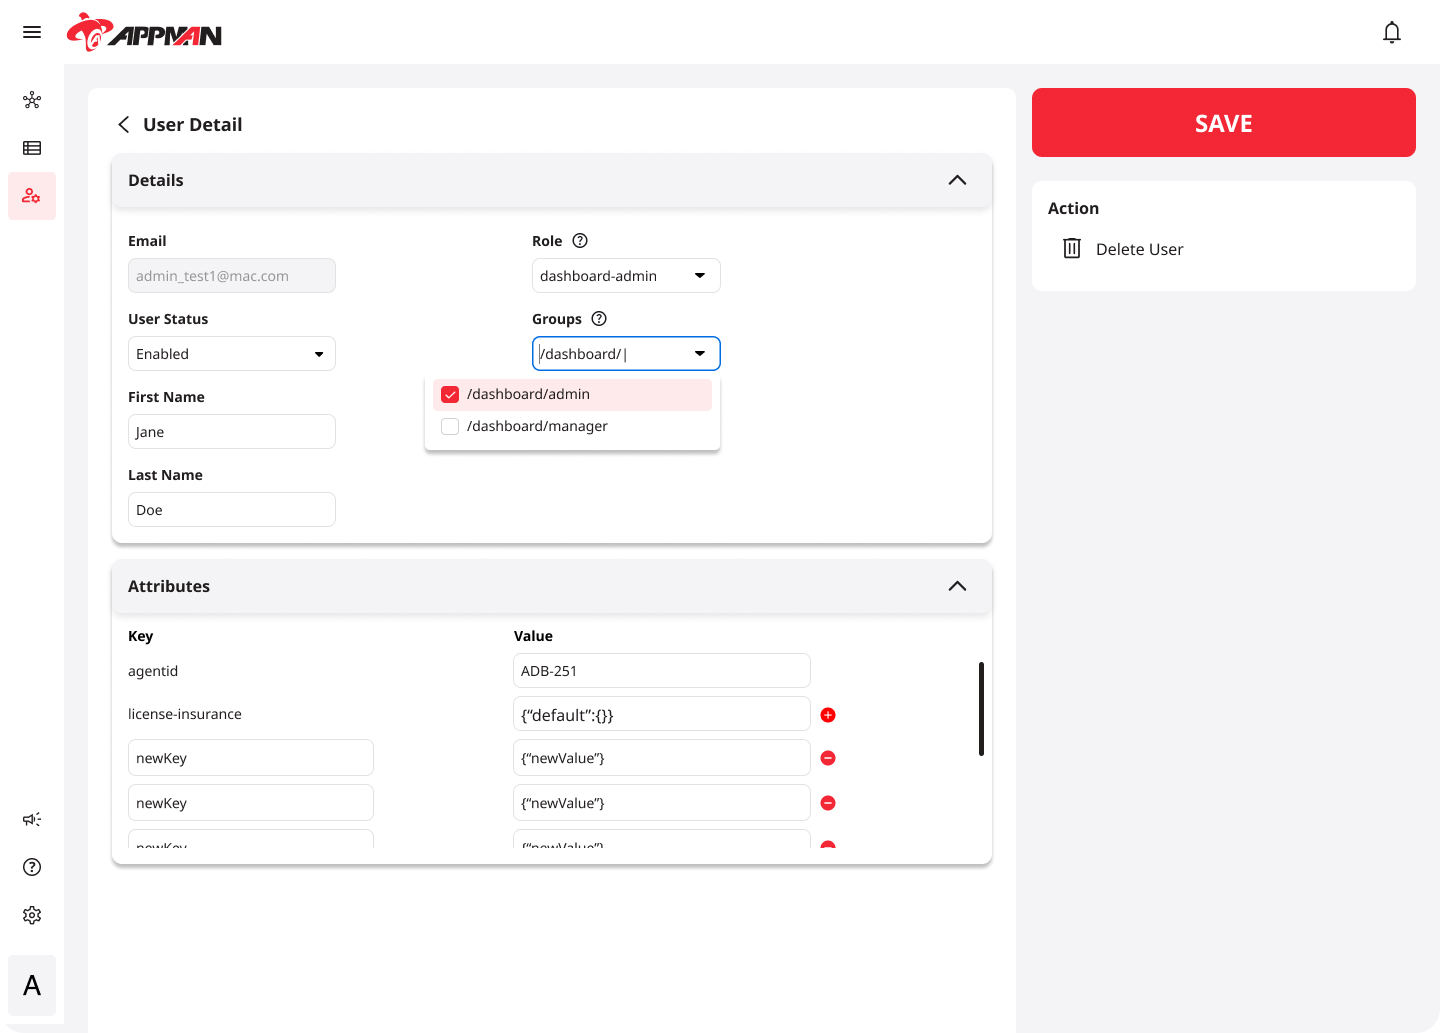 APPMAN
User Detail
SAVE
Details
Action
Delete User
Email
Role
admin_test1@mac.com
dashboard-admin
User Status
Groups
Enabled
/dashboard/|
First Name
/dashboard/admin
Jane
/dashboard/manager
Last Name
Doe
Attributes
Key
Value
agentid
ADB-251
license-insurance
{“default”:{}}
newKey
{“newValue”}
newKey
{“newValue”}
newKey
{“newValue”}
A